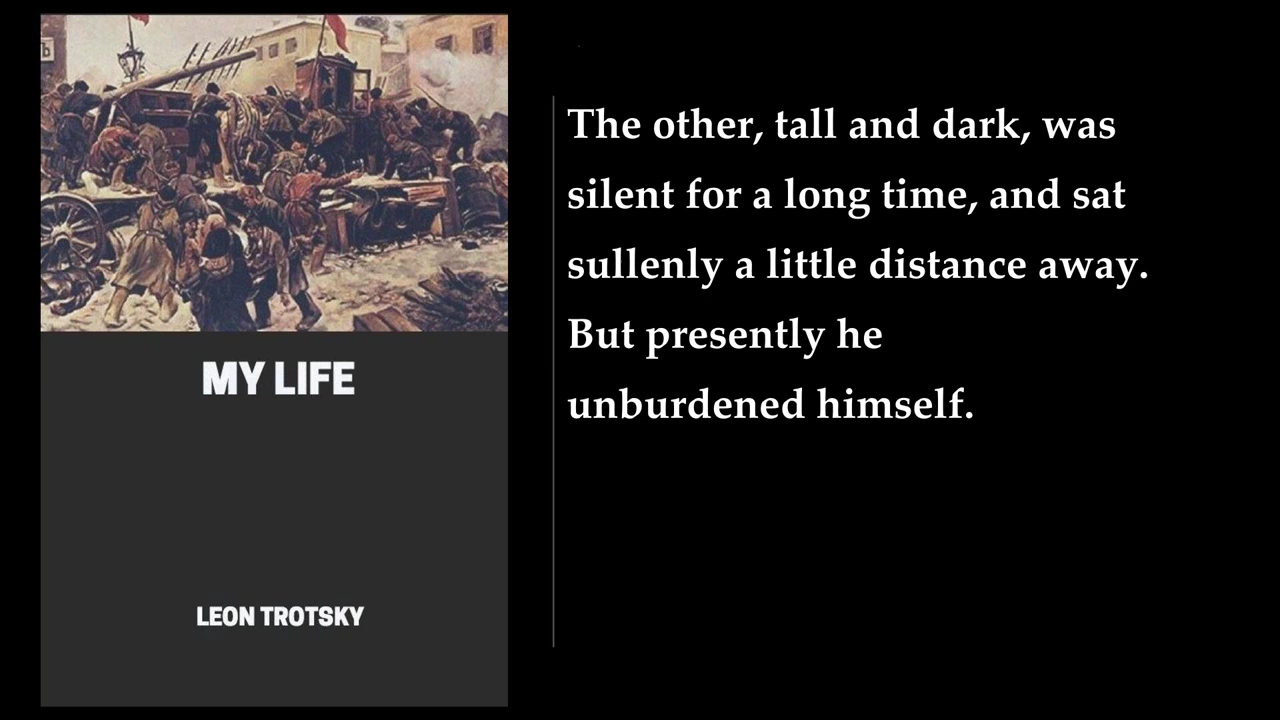 Ъ
MY LIFE
LEON TROTSKY
The other, tall and dark, was
silent for a long time, and sat
sullenly a little distance away.
But presently he
unburdened himself.